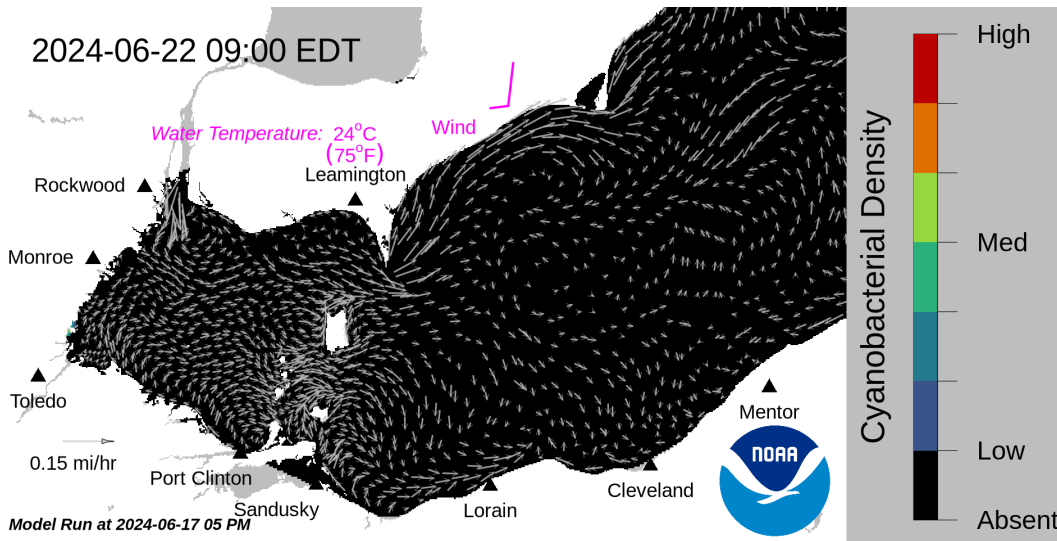 2024-06-22 09:00 EDT
High
Wind
Water Temperature: 24°C
(75°F)
Leamington
Rockwood
Cyanobacterial Density
Med
Monroe
Toledo
Mentor
0.15 mi/hr
NOAA
Low
Port Clinton
Cleveland
Sandusky
Lorain
Model Run at 2024-06-17 05 PM
Absent